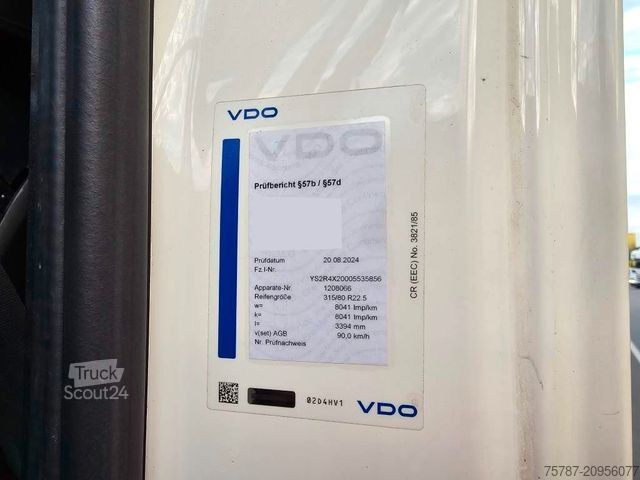 VDO
VDO
Prüfbericht §57b / §57d
Prüfdatum 20.08.2024
Fz.I-Nr.
YS2R4X20005535856
Apparate-Nr. 1208066
Reifengröße 315/80 R22.5
w= 8041 Imp/km
k= 8041 Imp/km
l= 3394 mm
v(set) AGB 90,0 km/h
Nr. Prüfnachweis
CR (EEC) No. 3821/85
02D4HV1
VDO
Truck
Scout24
75787-20956077